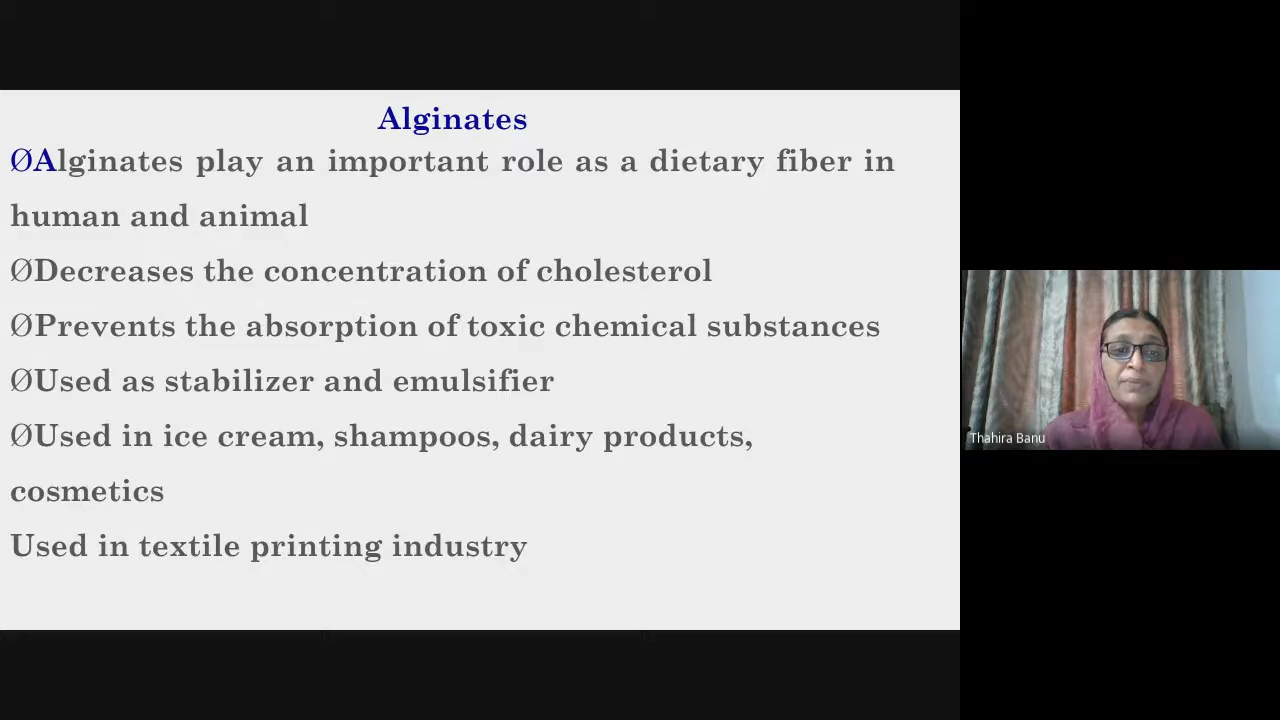 Alginates
ØAlginates play an important role as a dietary fiber in
human and animal
ØDecreases the concentration of cholesterol
ØPrevents the absorption of toxic chemical substances
ØUsed as stabilizer and emulsifier
ØUsed in ice cream, shampoos, dairy products,
cosmetics
Used in textile printing industry
Thahira Banu